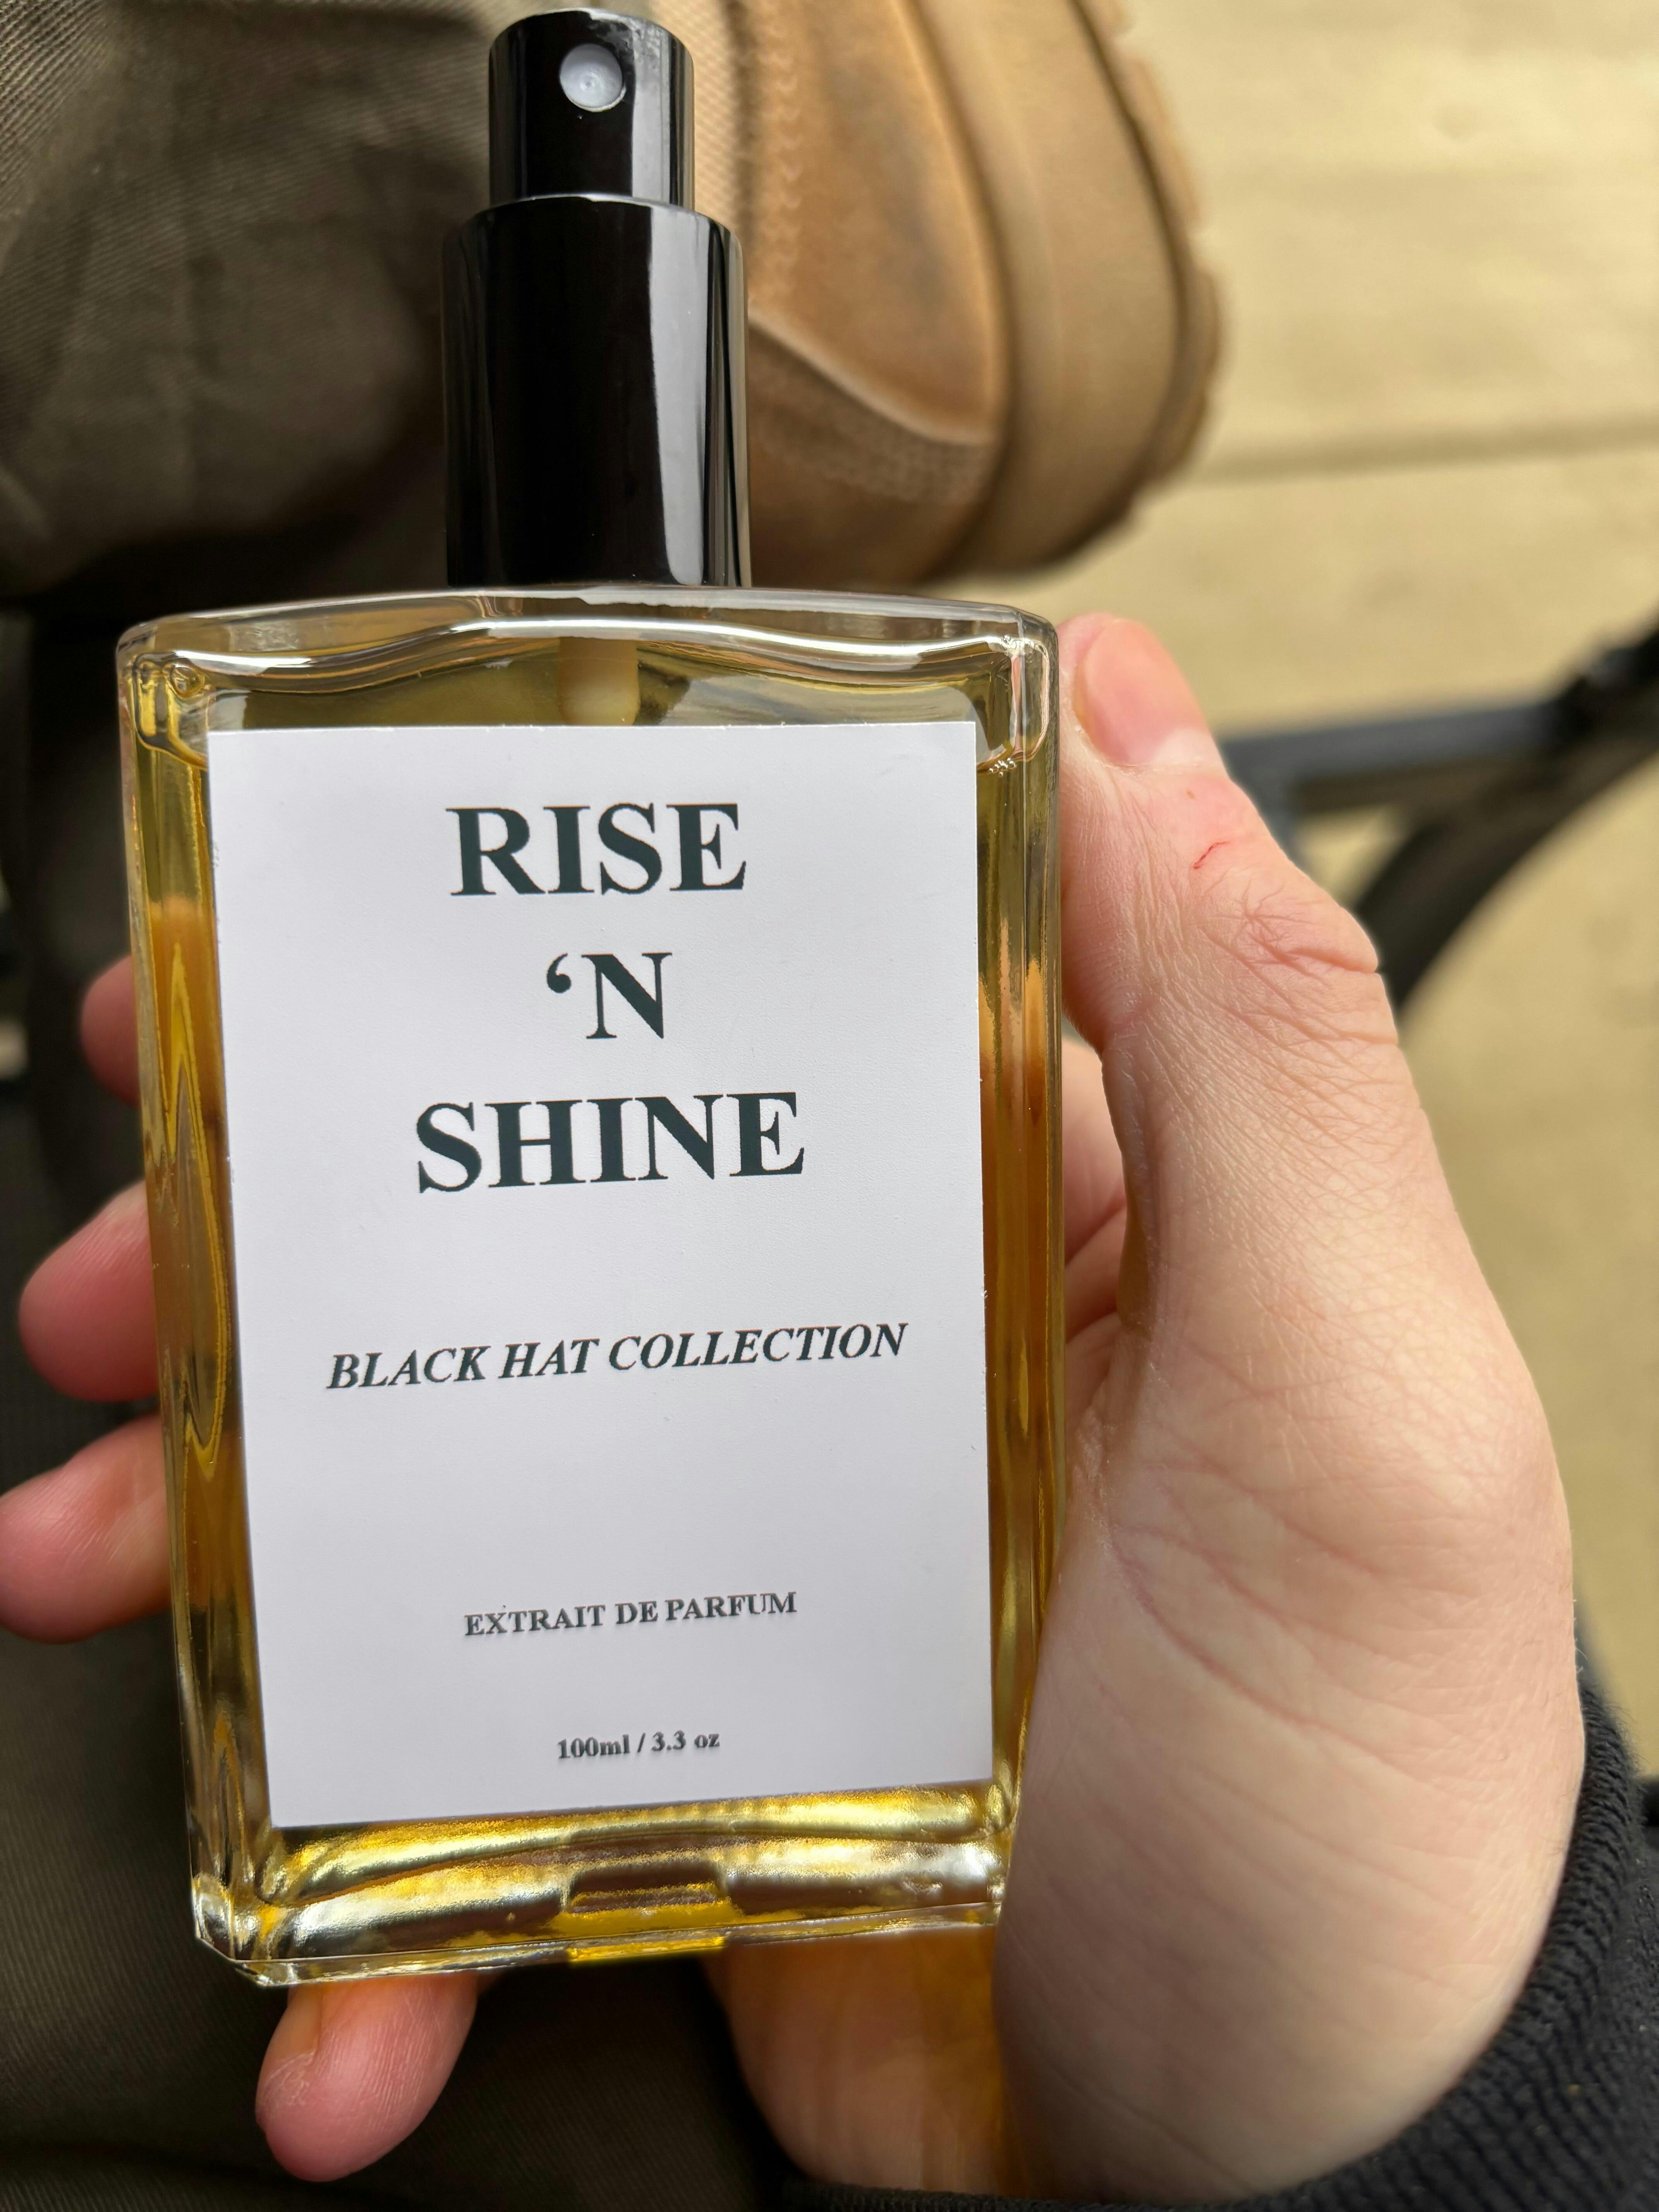 RISE
‘N
SHINE
BLACK HAT COLLECTION
EXTRAIT DE PARFUM
100ml / 3.3 oz